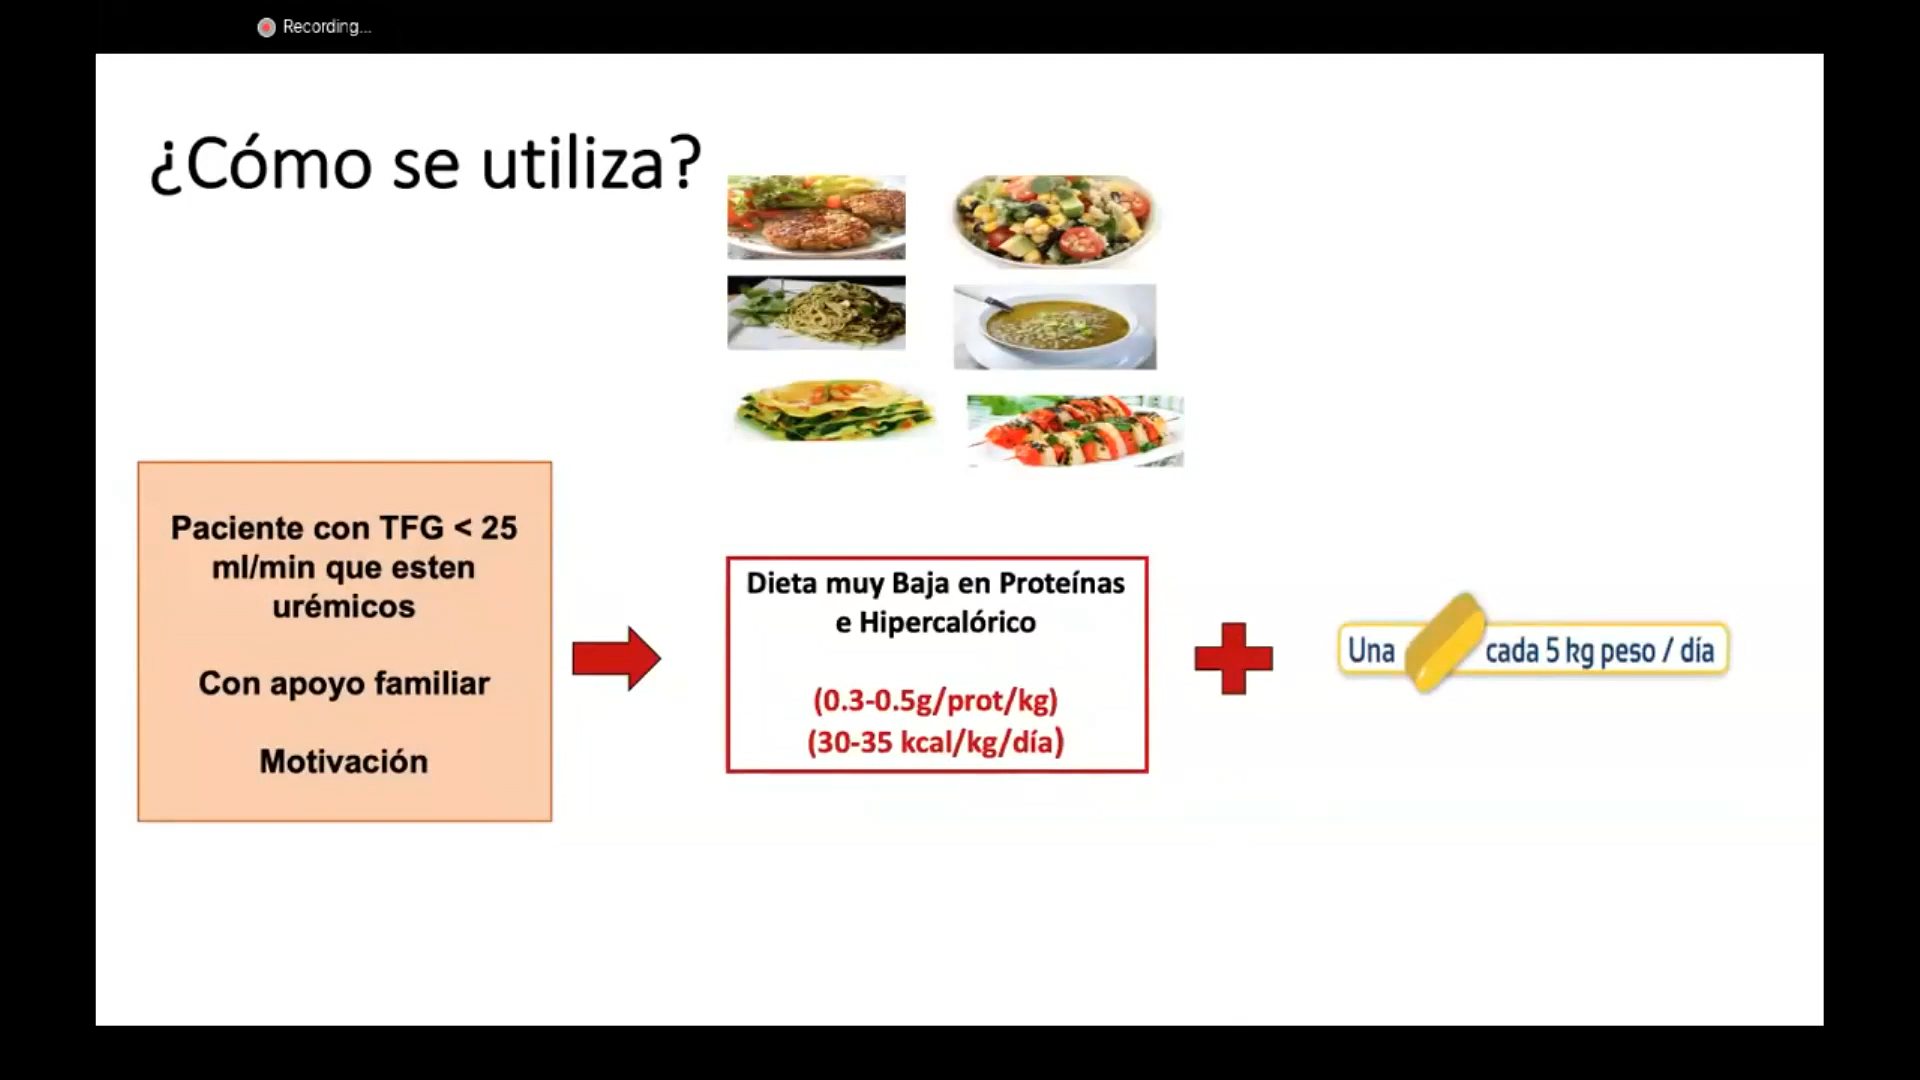 Recording...
¿Cómo se utiliza?
Paciente con TFG < 25
ml/min que esten
urémicos
Con apoyo familiar
Motivación
Dieta muy Baja en Proteínas
e Hipercalórico
(0.3-0.5g/prot/kg)
(30-35 kcal/kg/día)
Una cada 5 kg peso / día